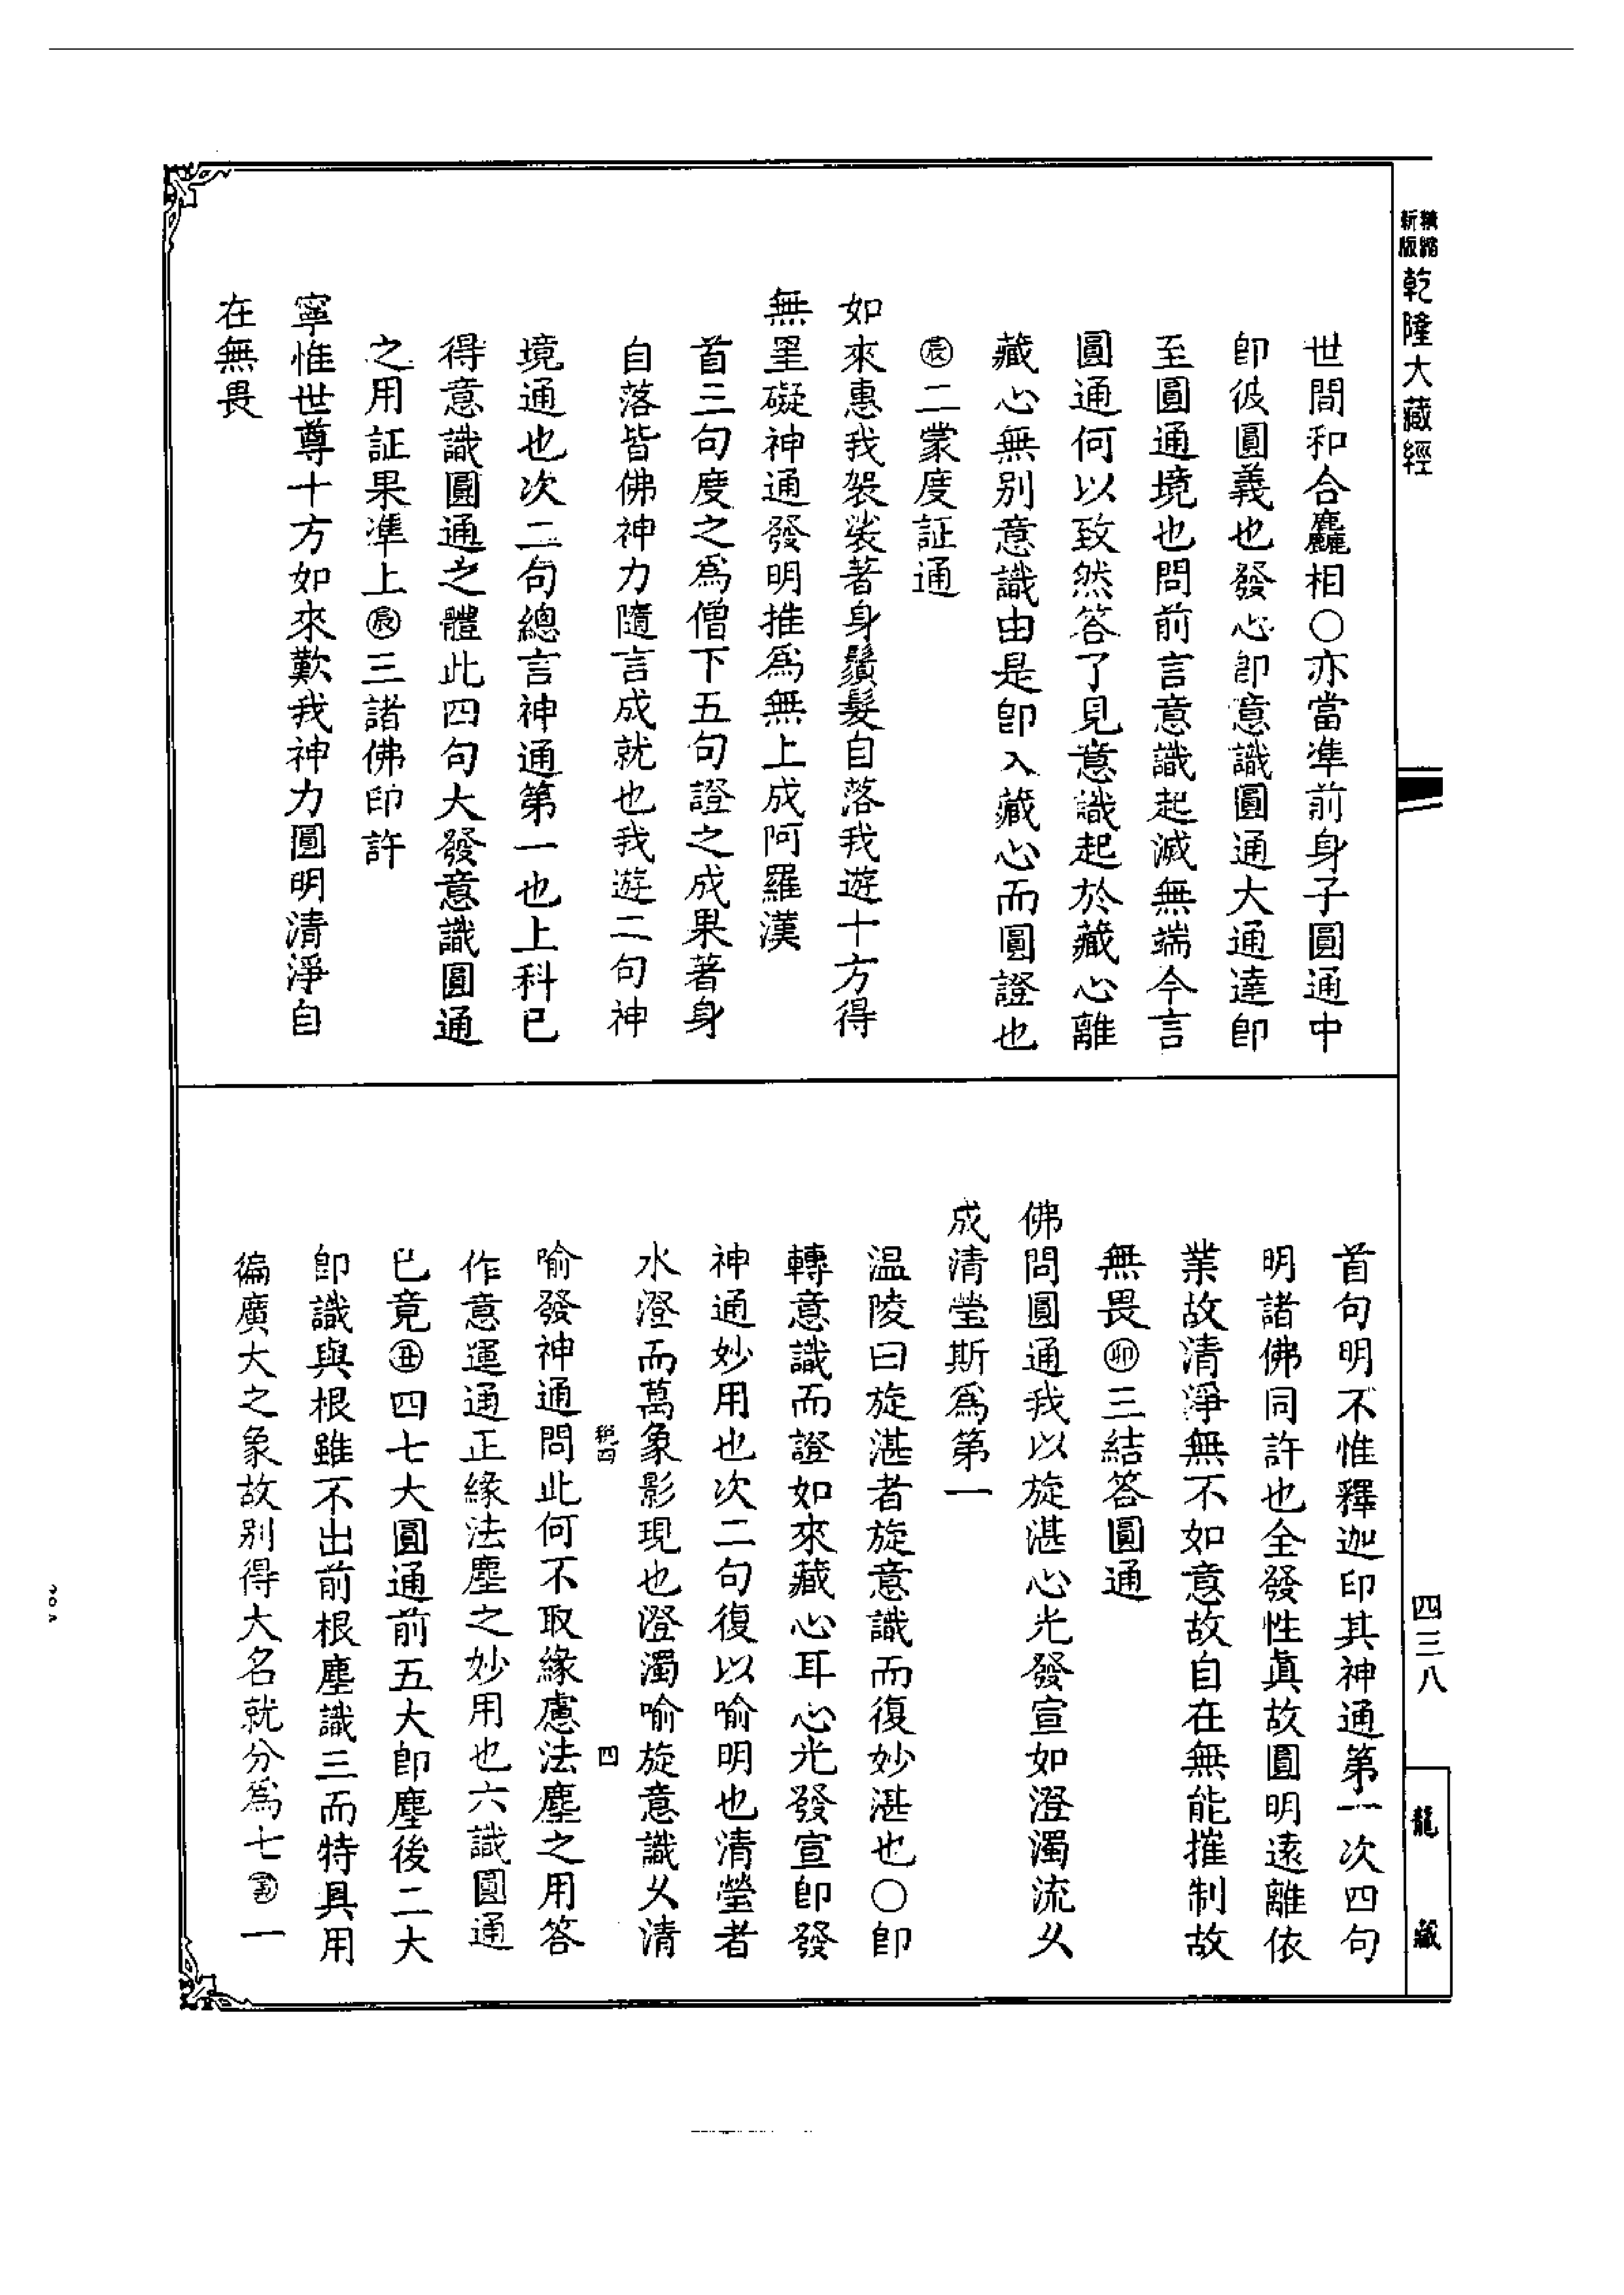 精縮新版乾隆大藏經
世間和合麤相○亦當準前身子圓通中
卽彼圓義也發心卽意識圓通大通達卽
至圓通境也問前言意識起滅無端今言
圓通何以致然答了見意識起於藏心離
藏心無別意識由是卽入藏心而圓證也
㊂二蒙度証通
如來惠我袈裟著身鬚髮自落我遊十方得
無罣礙神通發明推爲無上成阿羅漢
首三句度之爲僧下五句證之成果著身
自落皆佛神力隨言成就也我遊二句神
境通也次二句總言神通第一也上科已
得意識圓通之體此四句大發意識圓通
之用証果準上三諸佛印許
寧惟世尊十方如來歎我神力圓明清淨自
在無畏
首句明不惟釋迦印其神通第一次四句
明諸佛同許也全發性眞故圓明遠離依
業故清淨無不如意故自在無能摧制故
無畏三結答圓通
佛問圓通我以旋湛心光發宣如澄濁流久
成清瑩斯爲第一
温陵曰旋湛者旋意識而復妙湛也○卽
轉意識而證如來藏心耳心光發宣卽發
神通妙用也次二句復以喻明也清瑩者
水澄而萬象影現也澄濁喻旋意識久清
四
喻發神通問此何不取緣慮法塵之用答
作意運通正緣法塵之妙用也六識圓通
已竟四七大圓通前五大卽塵後二大
卽識與根雖不出前根塵識三而特具用
徧廣大之象故别得大名就分爲七一
四三八
龍藏